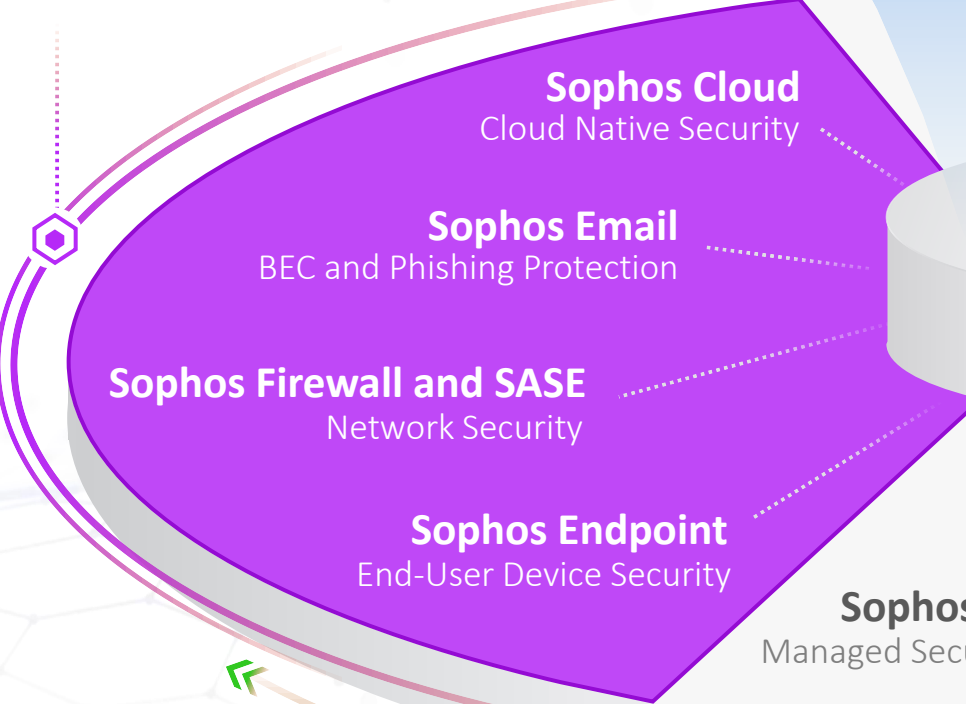 Sophos Cloud
Cloud Native Security
Sophos Email
BEC and Phishing Protection
Sophos Firewall and SASE
Network Security
Sophos Endpoint
End-User Device Security
Sophos
Managed